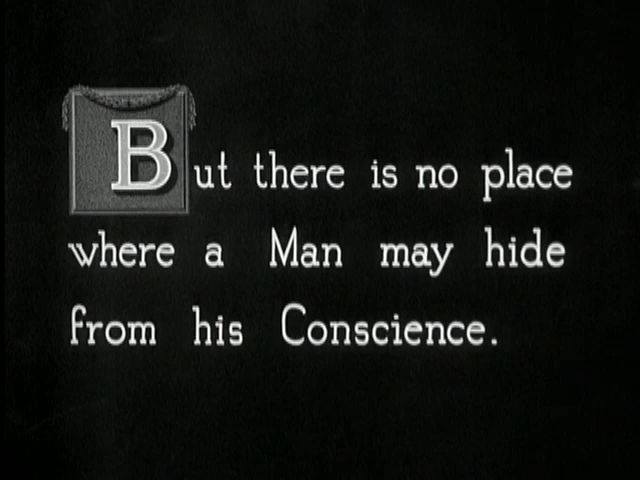 But there is no place
where a Man may hide
from his Conscience.